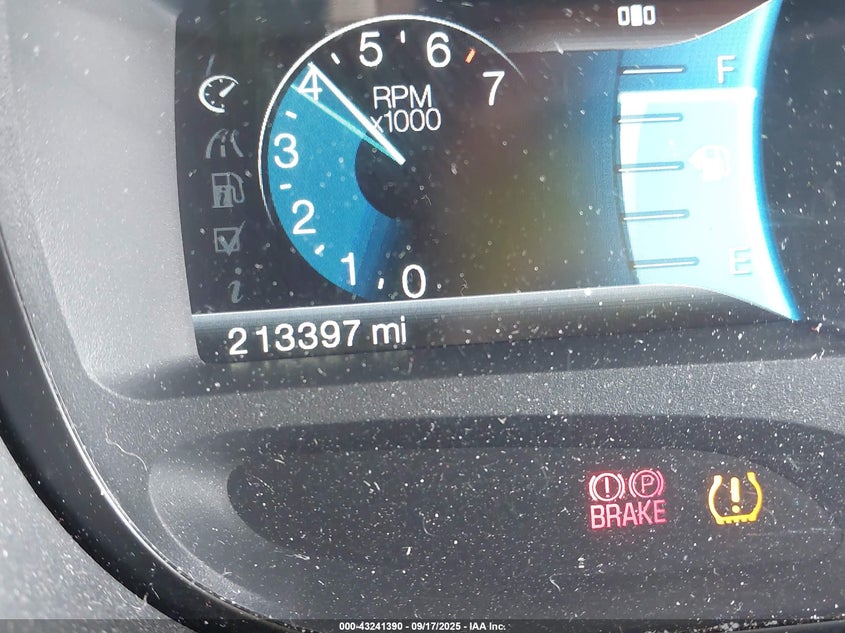 5 6
4 7
RPM
x1000
3
2
1 0
F
E
213397 mi
P
BRAKE
000-43241390 - 09/17/2025 - IAA Inc.